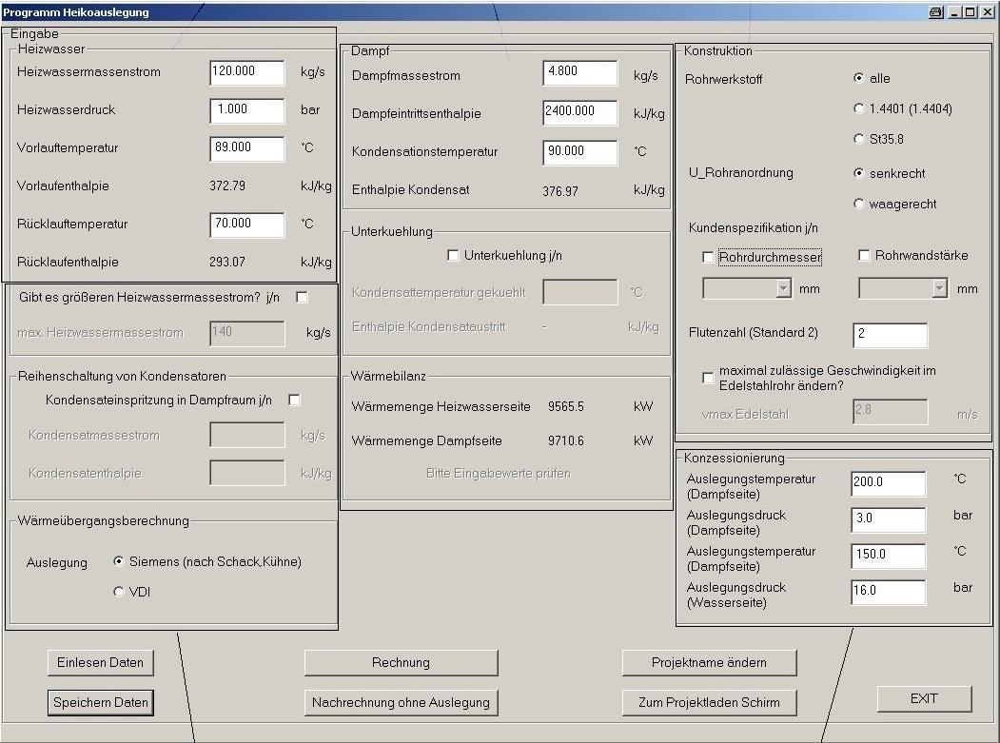 Programm Heikoauslegung
Eingabe
Heizwasser
Heizwassermassenstrom 120.000 kg/s
Heizwasserdruck 1.000 bar
Vorlauftemperatur 89.000 °C
Vorlaufenthalpie 372.79 kJ/kg
Rücklauftemperatur 70.000 °C
Rücklaufenthalpie 293.07 kJ/kg
Gibt es größeren Heizwassermassestrom? j/n
max. Heizwassermassestrom 140 kg/s
Reihenschaltung von Kondensatoren
Kondensateinspritzung in Dampfraum j/n
Kondensatmassestrom kg/s
Kondensatenthalpie kJ/kg
Wärmeübergangsberechnung
Auslegung Siemens (nach Schack,Kühne)
VDI
Dampf
Dampfmassestrom 4.800 kg/s
Dampfeintrittsenthalpie 2400.000 kJ/kg
Kondensationstemperatur 90.000 °C
Enthalpie Kondensat 376.97 kJ/kg
Unterkuehlung
Unterkuehlung j/n
Kondensattemperatur gekuehlt °C
Enthalpie Kondensataustritt - kJ/kg
Wärmebilanz
Wärmemenge Heizwasserseite 9565.5 kW
Wärmemenge Dampfseite 9710.6 kW
Bitte Eingabewerte prüfen
Konstruktion
Rohrwerkstoff alle
1.4401 (1.4404)
St35.8
U_Rohranordnung senkrecht
waagerecht
Kundenspezifikation j/n
Rohrdurchmesser Rohrwandstärke
mm mm
Flutenzahl (Standard 2) 2
maximal zulässige Geschwindigkeit im
Edelstahlrohr ändern?
vmax Edelstahl 2.8 m/s
Konzessionierung
Auslegungstemperatur 200.0 °C
(Dampfseite)
Auslegungsdruck 3.0 bar
(Dampfseite)
Auslegungstemperatur 150.0 °C
(Dampfseite)
Auslegungsdruck 16.0 bar
(Wasserseite)
Einlesen Daten Rechnung Projektname ändern
Speichern Daten Nachrechnung ohne Auslegung Zum Projektladen Schirm EXIT